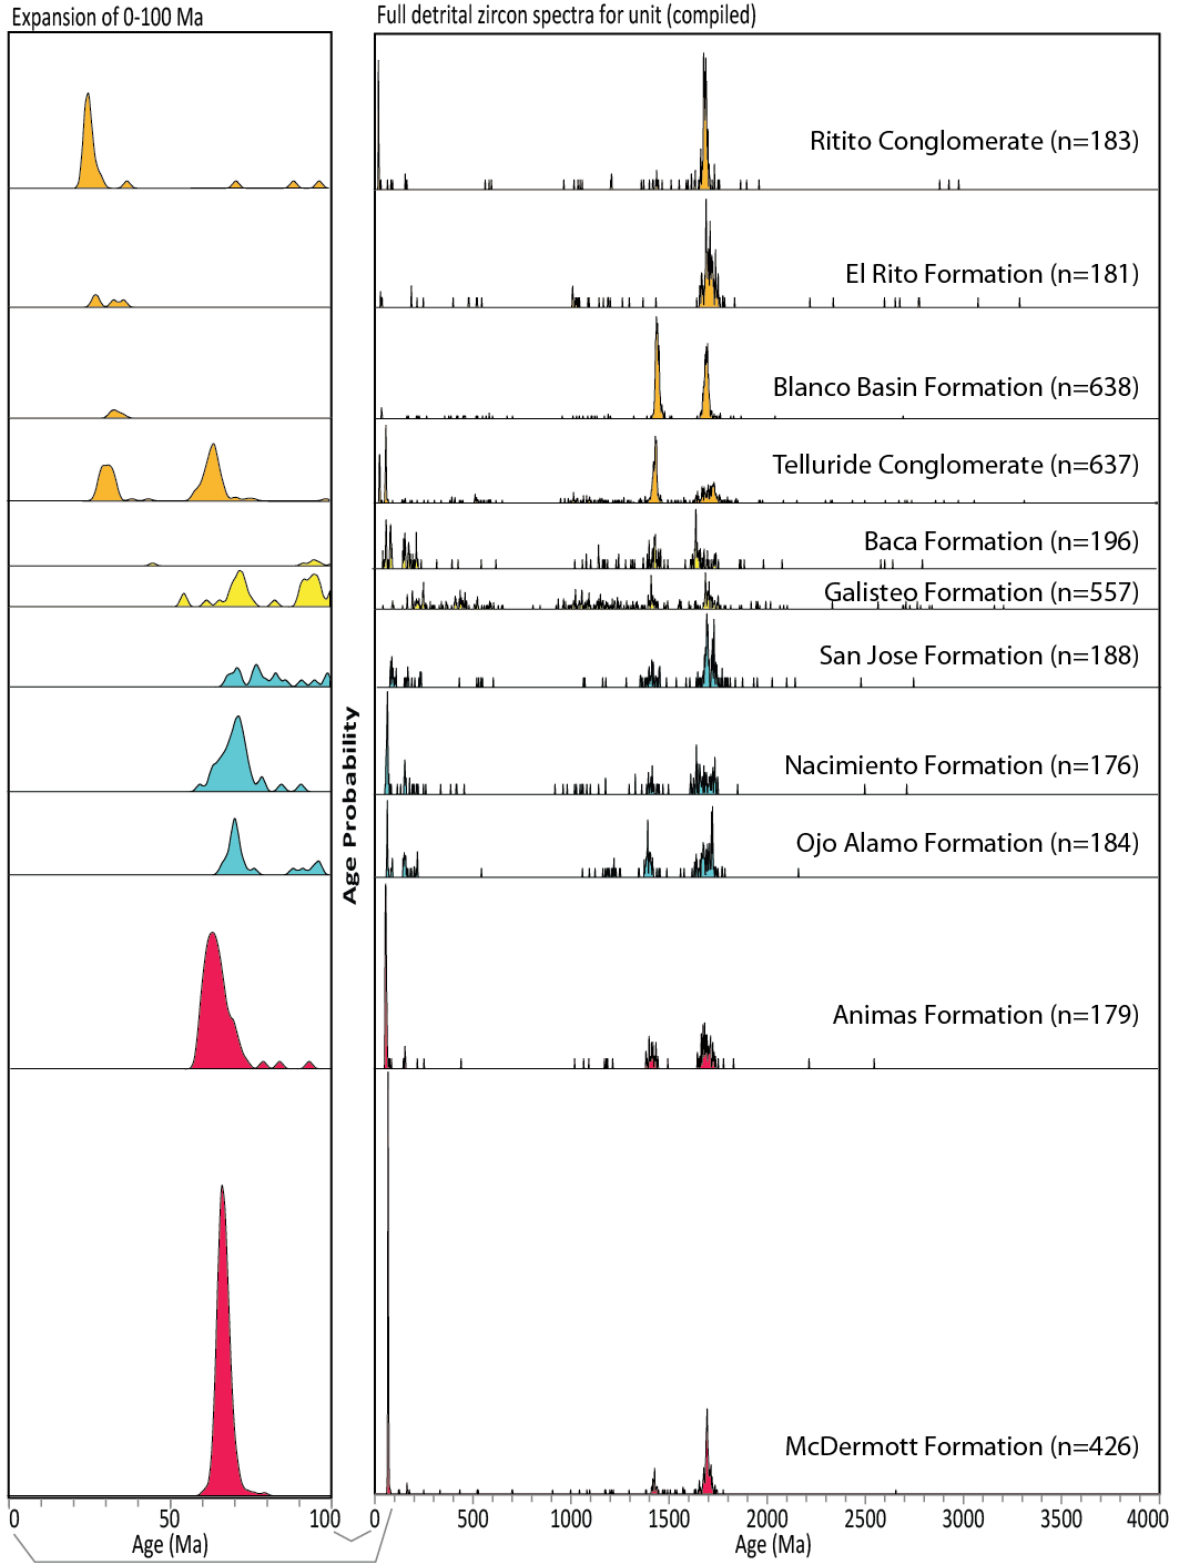 Expansion of 0-100 Ma
Full detrital zircon spectra for unit (compiled)
Ritito Conglomerate (n=183)
El Rito Formation (n=181)
Blanco Basin Formation (n=638)
Telluride Conglomerate (n=637)
Baca Formation (n=196)
Galisteo Formation (n=557)
San Jose Formation (n=188)
Nacimiento Formation (n=176)
Ojo Alamo Formation (n=184)
Animas Formation (n=179)
McDermott Formation (n=426)
Age Probability
0 50 100
Age (Ma)
0 500 1000 1500 2000 2500 3000 3500 4000
Age (Ma)